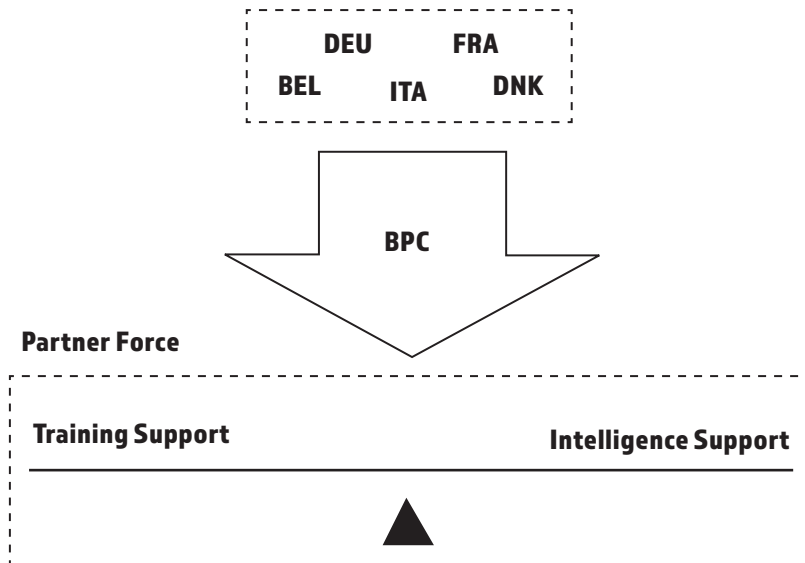 DEU FRA
BEL ITA DNK
BPC
Partner Force
Training Support
Intelligence Support